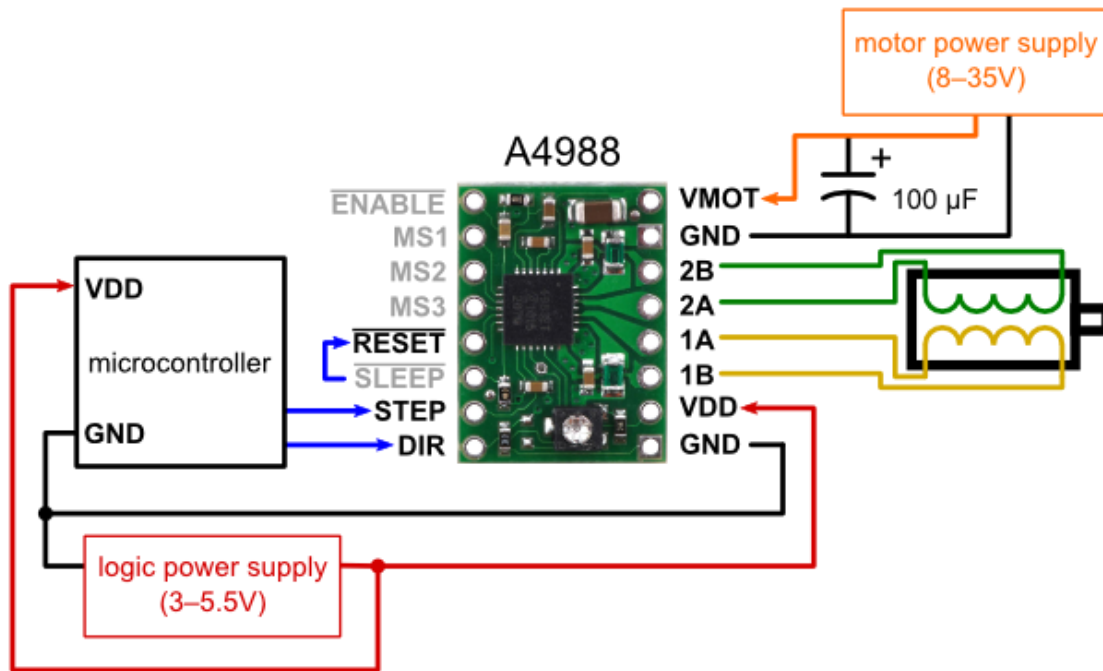 motor power supply
(8–35V)
A4988
+
100 µF
ENABLE
MS1
MS2
MS3
RESET
SLEEP
STEP
DIR
VMOT
GND
2B
2A
1A
1B
VDD
GND
VDD
microcontroller
GND
logic power supply
(3–5.5V)